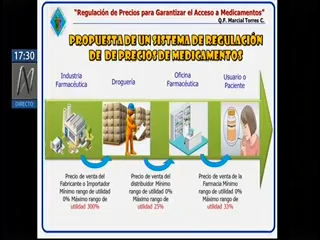 "Regulación de Precios para Garantizar el Acceso a Medicamentos"
Q.F. Marcial Torres C.
17:30
DIRECTO
PROPUESTA DE UN SISTEMA DE REGULACIÓN
DE DE PRECIOS DE MEDICAMENTOS
Industria
Farmacéutica
Droguería
Oficina
Farmacéutica
Usuario o
Paciente
Precio de venta del
Fabricante o Importador Mínimo
rango de utilidad
0% Máximo rango de
utilidad 300%
Precio de venta del
distribuidor Mínimo
rango de utilidad
0% Máximo rango de
utilidad 25%
Precio de venta de
la Farmacia Mínimo
rango de utilidad
0% Máximo rango de
utilidad 33%